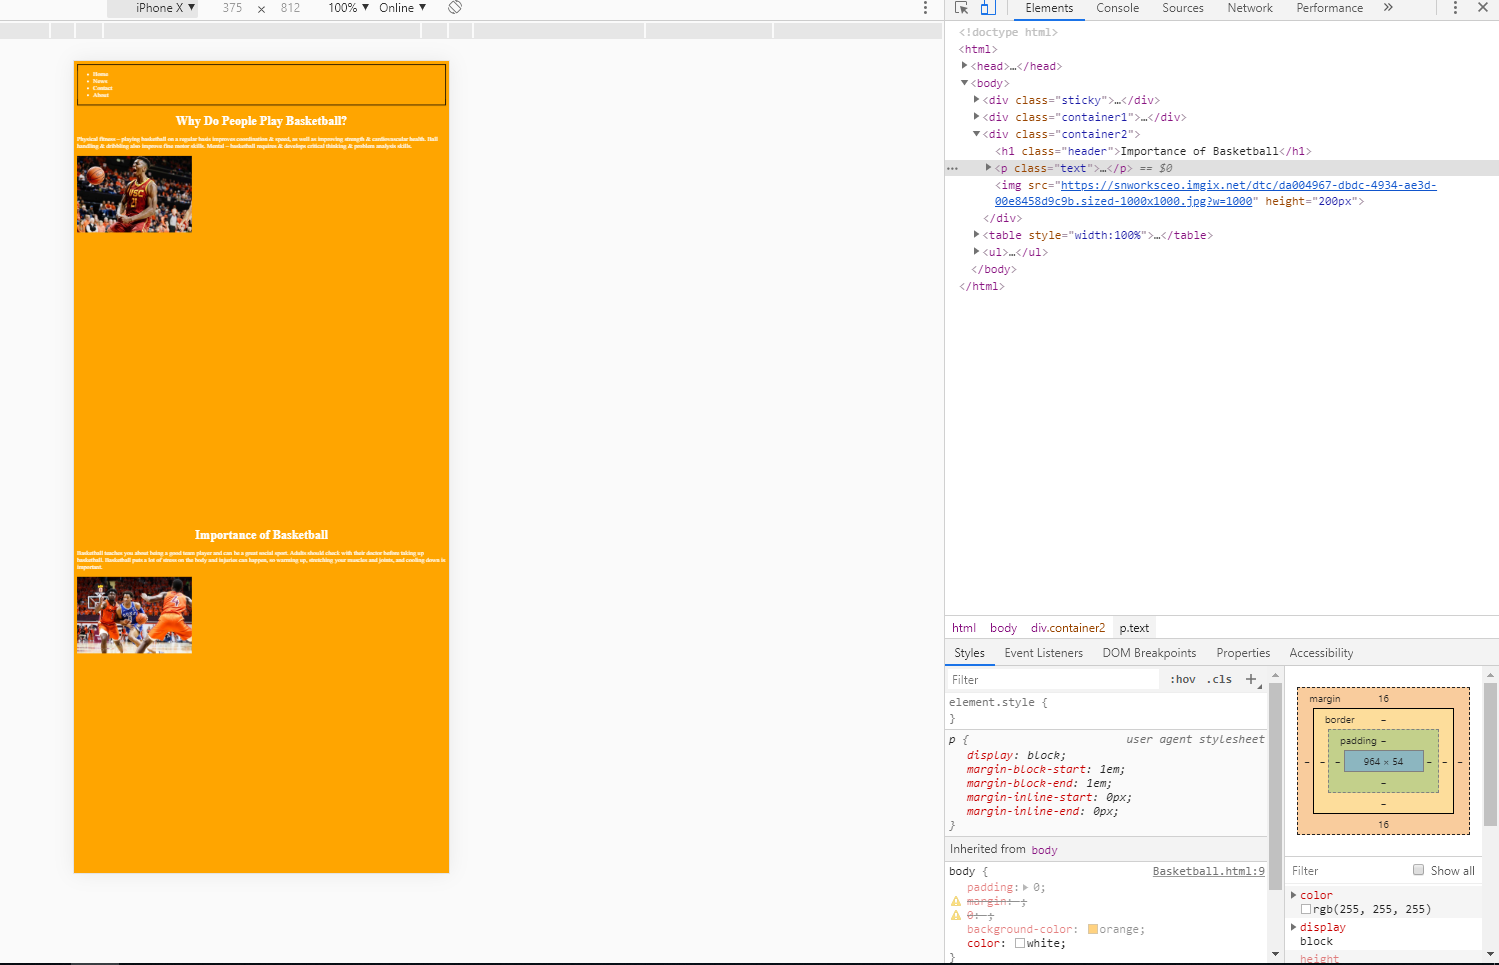 iPhone X ▼ 375 × 812 100% ▼ Online ▼
Elements Console Sources Network Performance »
Home
News
Contact
About
Why Do People Play Basketball?
Physical fitness – playing basketball on a regular basis improves coordination & speed, as well as improving strength & cardiovascular health. Ball
handling & dribbling also improve fine motor skills. Mental – basketball requires & develops critical thinking & problem analysis skills.
USC
21
Importance of Basketball
Basketball teaches you about being a good team player and can be a great social sport. Adults should check with their doctor before taking up
basketball. Basketball puts a lot of stress on the body and injuries can happen, so warming up, stretching your muscles and joints, and cooling down is
important.
4
<!doctype html>
<html>
<head>…</head>
<body>
<div class="sticky">…</div>
<div class="container1">…</div>
<div class="container2">
<h1 class="header">Importance of Basketball</h1>
<p class="text">…</p> == $0
<img src="https://snworksceo.imgix.net/dtc/da004967-dbdc-4934-ae3d-
00e8458d9c9b.sized-1000x1000.jpg?w=1000" height="200px">
</div>
<table style="width:100%">…</table>
<ul>…</ul>
</body>
</html>
html body div.container2 p.text
Styles Event Listeners DOM Breakpoints Properties Accessibility
Filter :hov .cls +
element.style {
}
p { user agent stylesheet
display: block;
margin-block-start: 1em;
margin-block-end: 1em;
margin-inline-start: 0px;
margin-inline-end: 0px;
}
Inherited from body
body { Basketball.html:9
padding: 0;
margin: ;
0: ;
background-color: orange;
color: white;
}
margin 16
border –
padding –
– – – 964 × 54 – – –
–
–
16
Filter Show all
color
rgb(255, 255, 255)
display
block
height